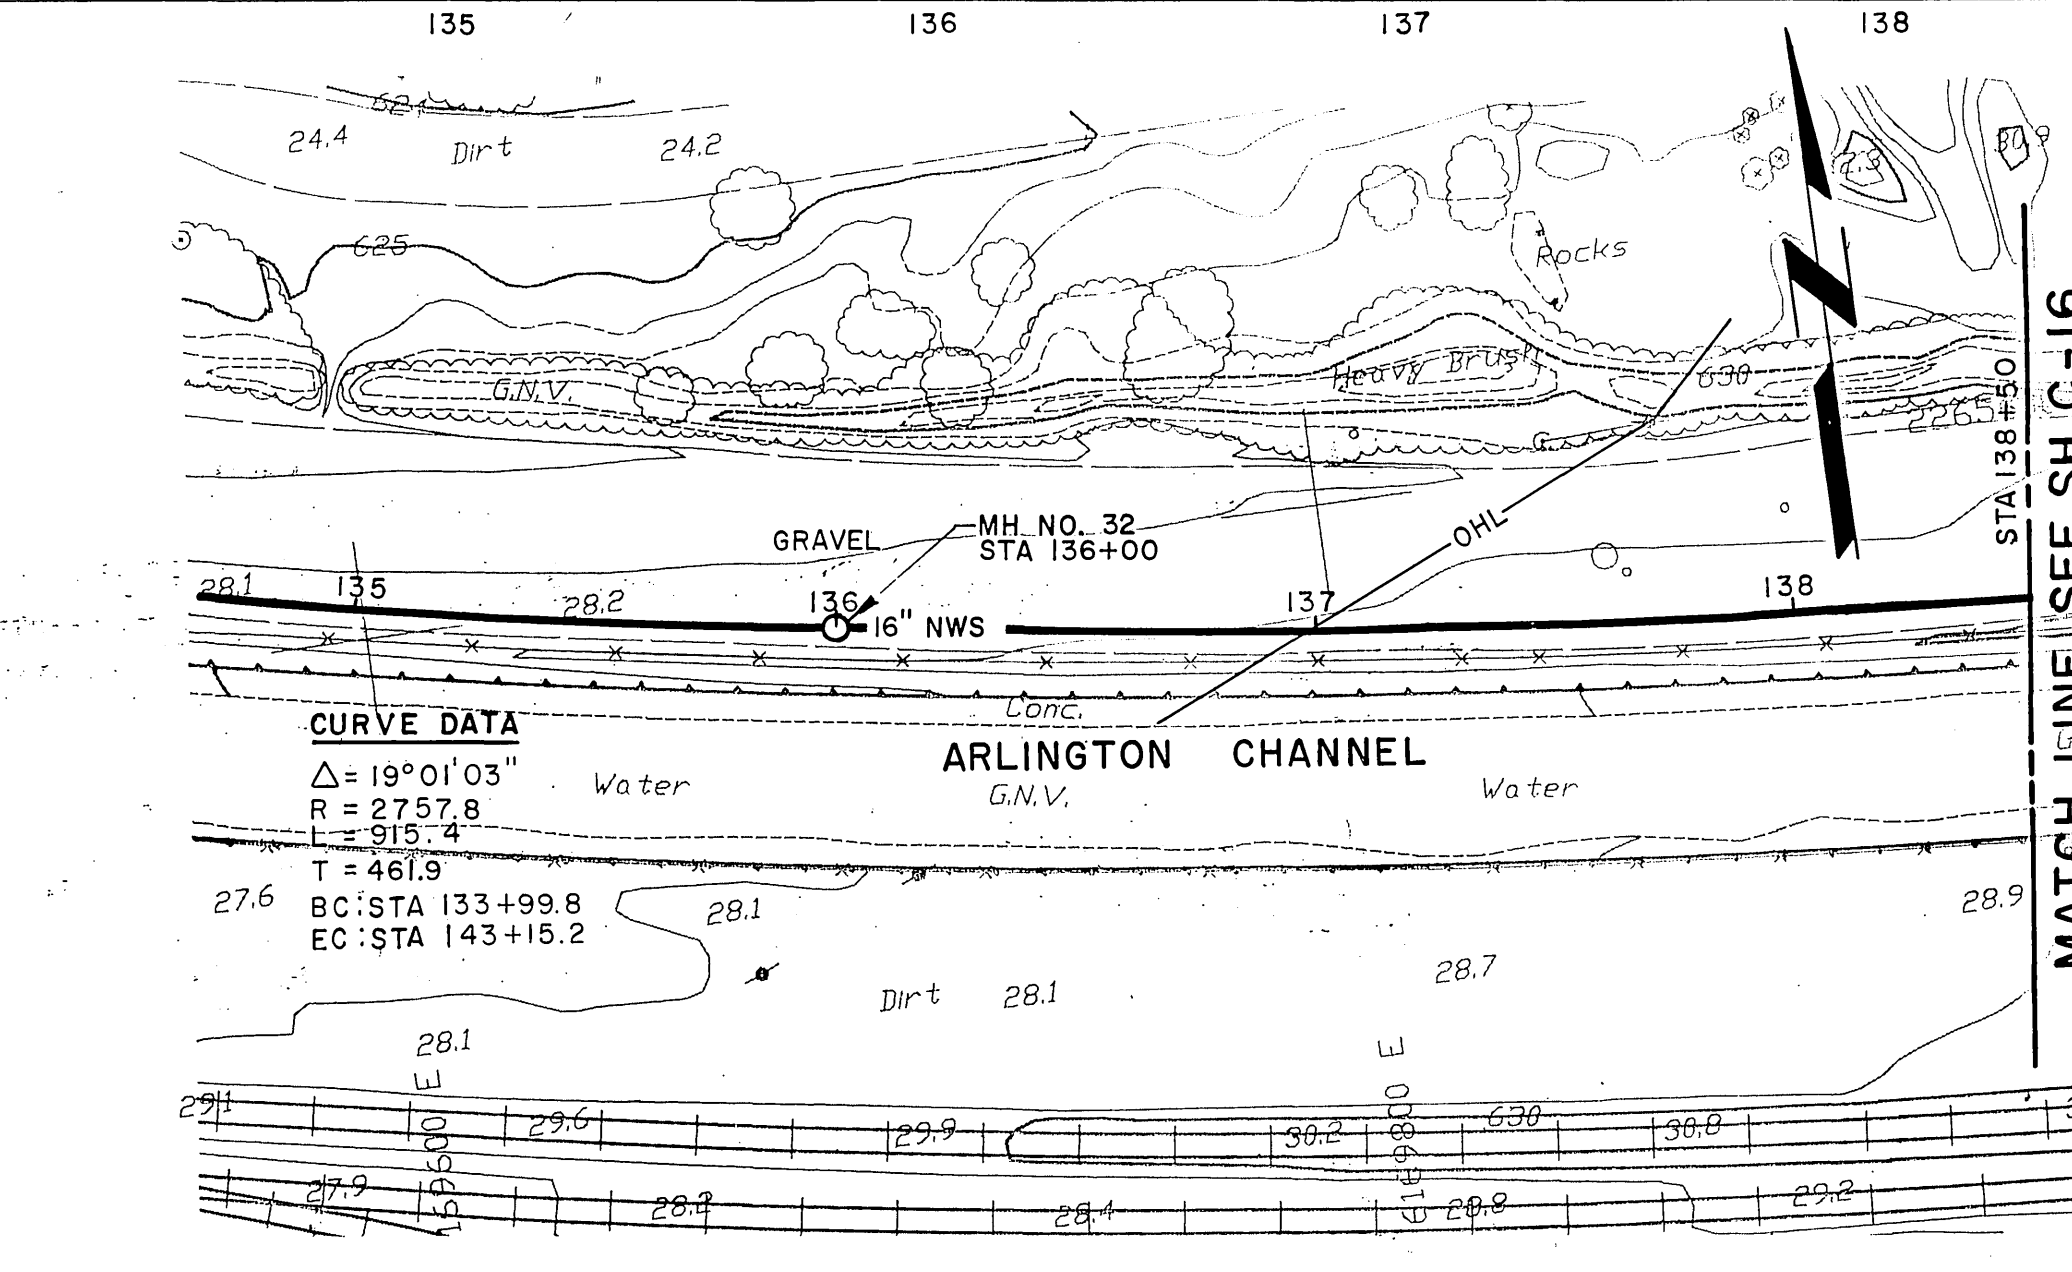 135 136 137 138
24.4 Dirt 24.2
30.9
625
Rocks
G.N.V.
Heavy Brush
630
STA 138+50
MATCH LINE SEE SH C-16
GRAVEL
MH NO. 32
STA 136+00
OHL
28.1
135
28.2
136
137
138
16" NWS
Conc.
ARLINGTON CHANNEL
CURVE DATA
Δ = 19°01'03"
R = 2757.8
L = 915.4
T = 461.9
BC:STA 133+99.8
EC:STA 143+15.2
Water
G.N.V.
Water
27.6
28.1
28.9
28.7
Dirt 28.1
28.1
29.1
29.6
29.9
30.2
630
30.8
27.9
28.2
28.4
28.8
29.2